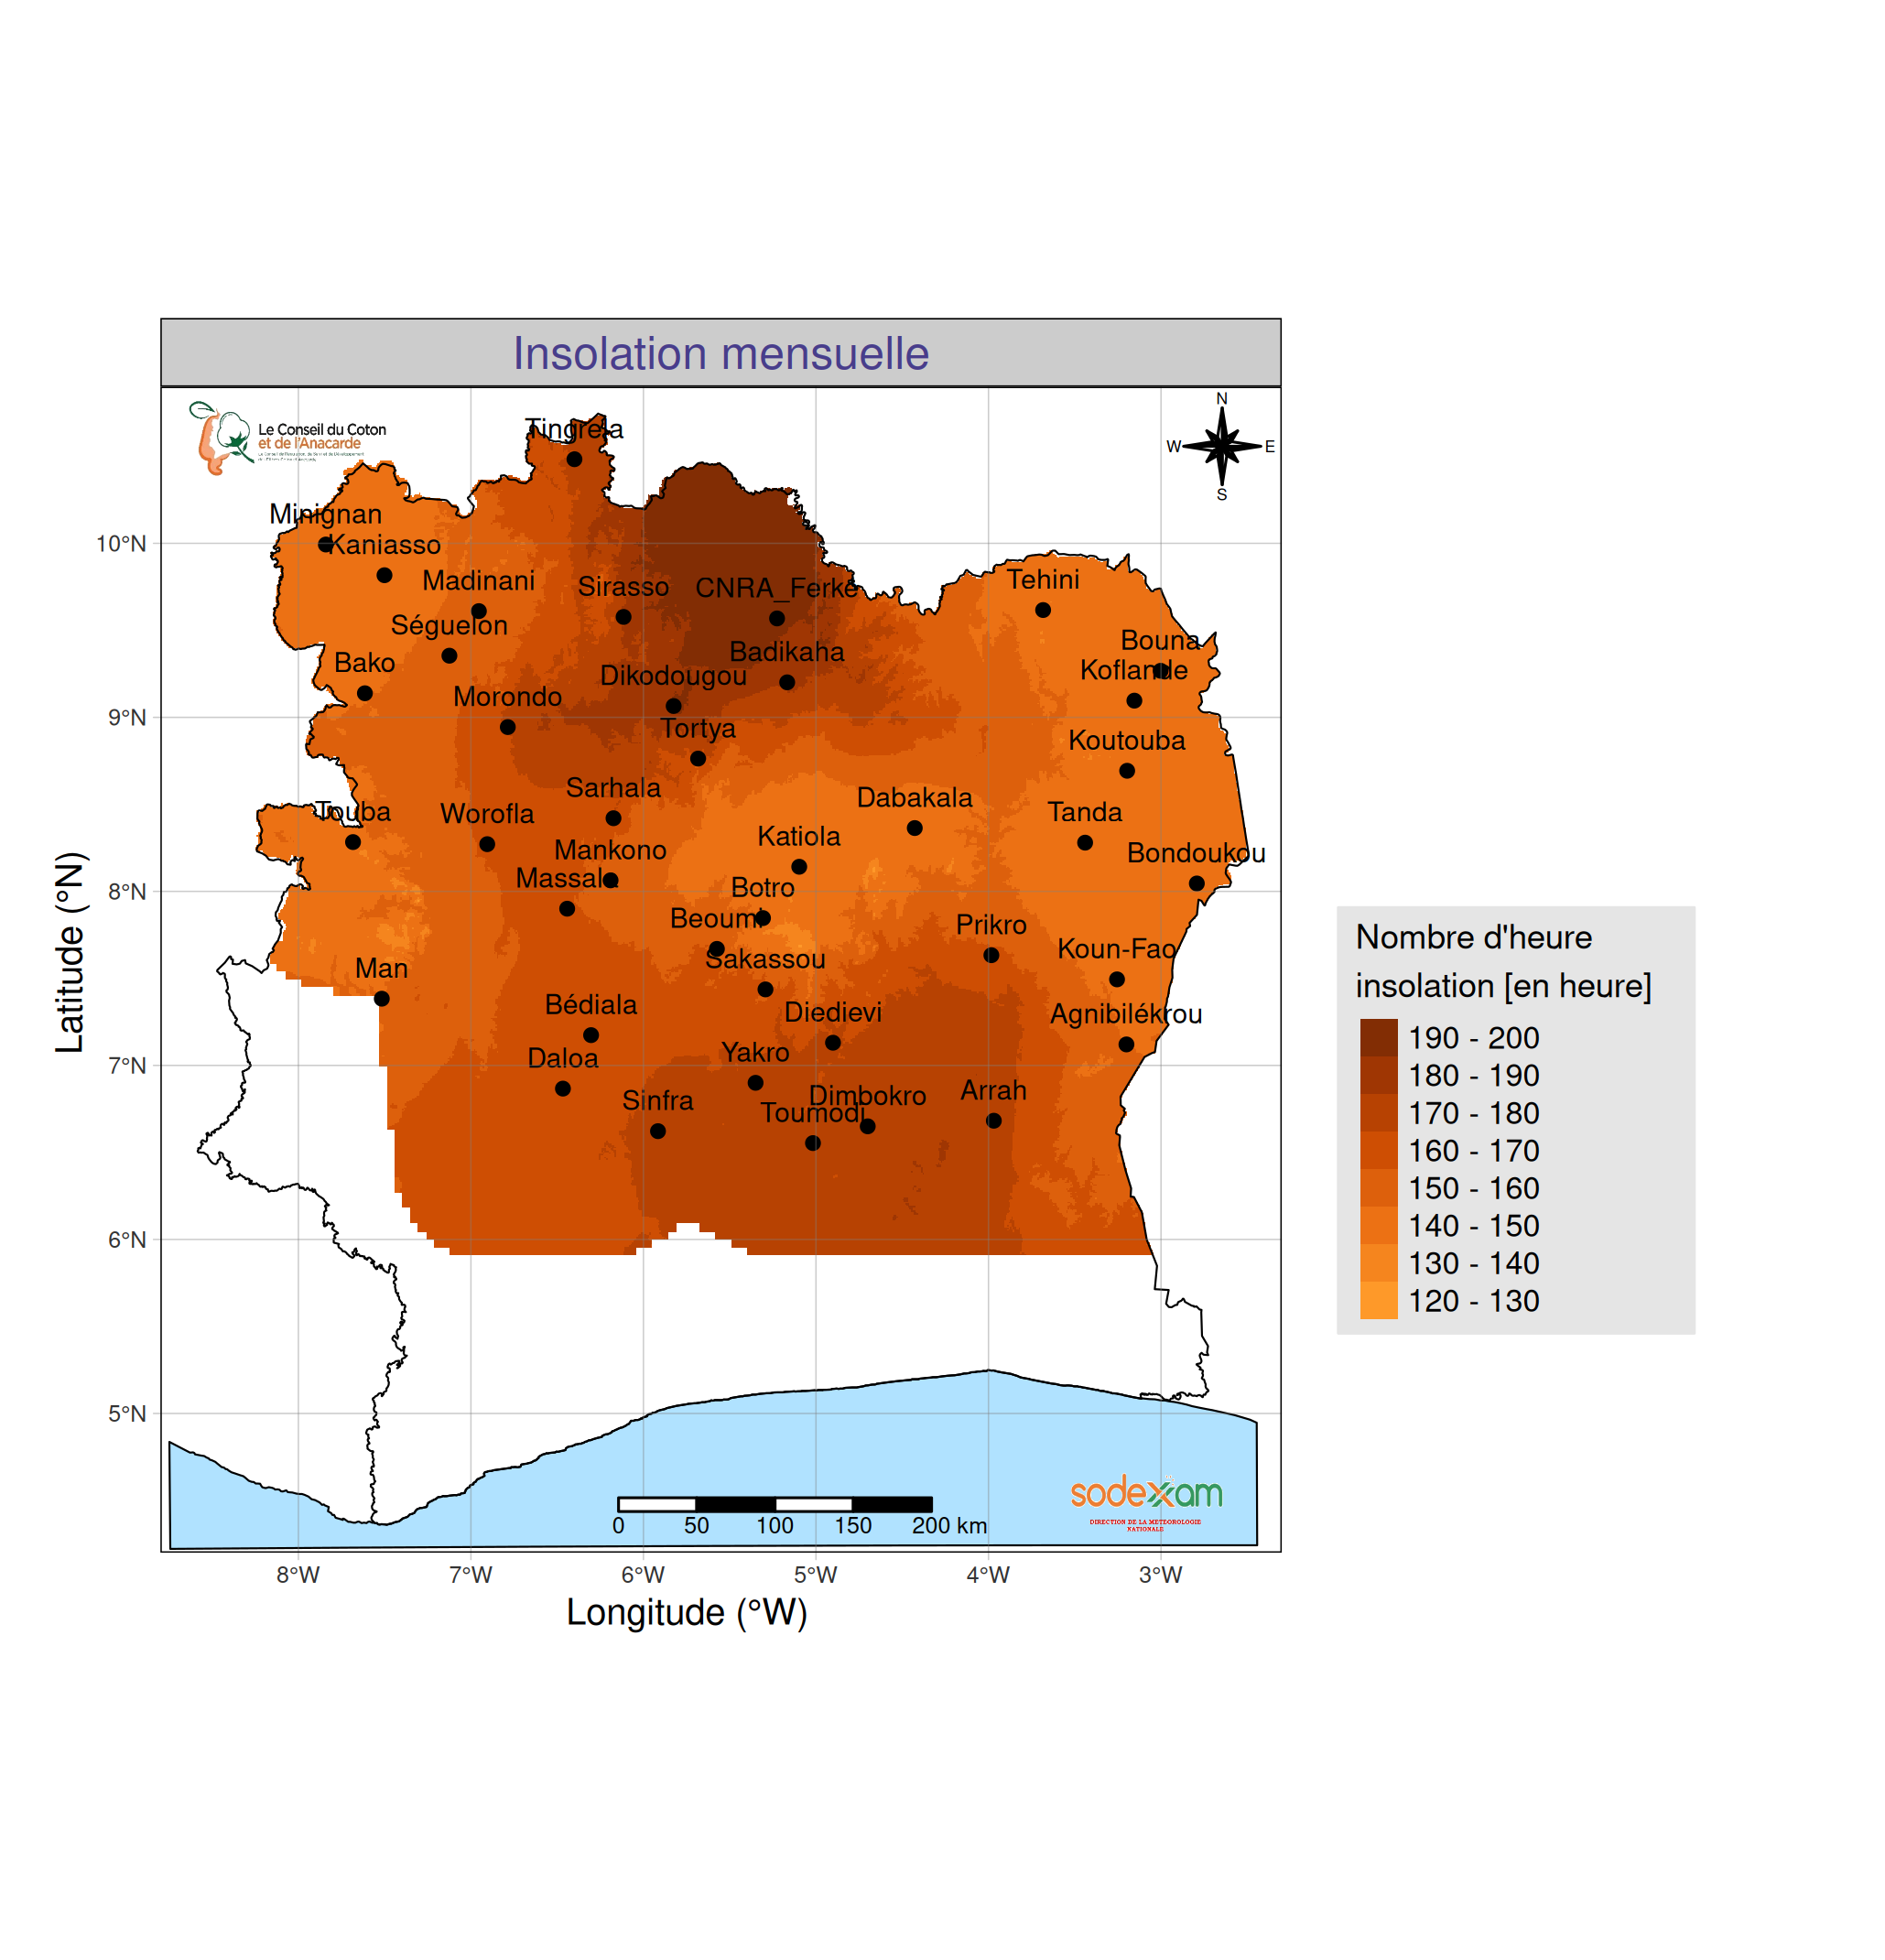 Insolation mensuelle
Le Conseil du Coton
et de l'Anacarde
N
W
E
S
Tingrela
Minignan
Kaniasso
Madinani
Sirasso
CNRA_Ferké
Tehini
Séguelon
Bouna
Bako
Badikaha
Koflande
Dikodougou
Morondo
Tortya
Koutouba
Sarhala
Dabakala
Touba
Worofla
Tanda
Katiola
Mankono
Bondoukou
Massala
Botro
Beoumi
Prikro
Koun-Fao
Sakassou
Man
Bédiala
Diedievi
Agnibilékrou
Daloa
Yakro
Sinfra
Dimbokro
Arrah
Toumodi
10°N
9°N
8°N
7°N
6°N
5°N
Latitude (°N)
8°W 7°W 6°W 5°W 4°W 3°W
Longitude (°W)
0 50 100 150 200 km
sodexam
DIRECTION DE LA METEOROLOGIE
NATIONALE
Nombre d'heure
insolation [en heure]
190 - 200
180 - 190
170 - 180
160 - 170
150 - 160
140 - 150
130 - 140
120 - 130